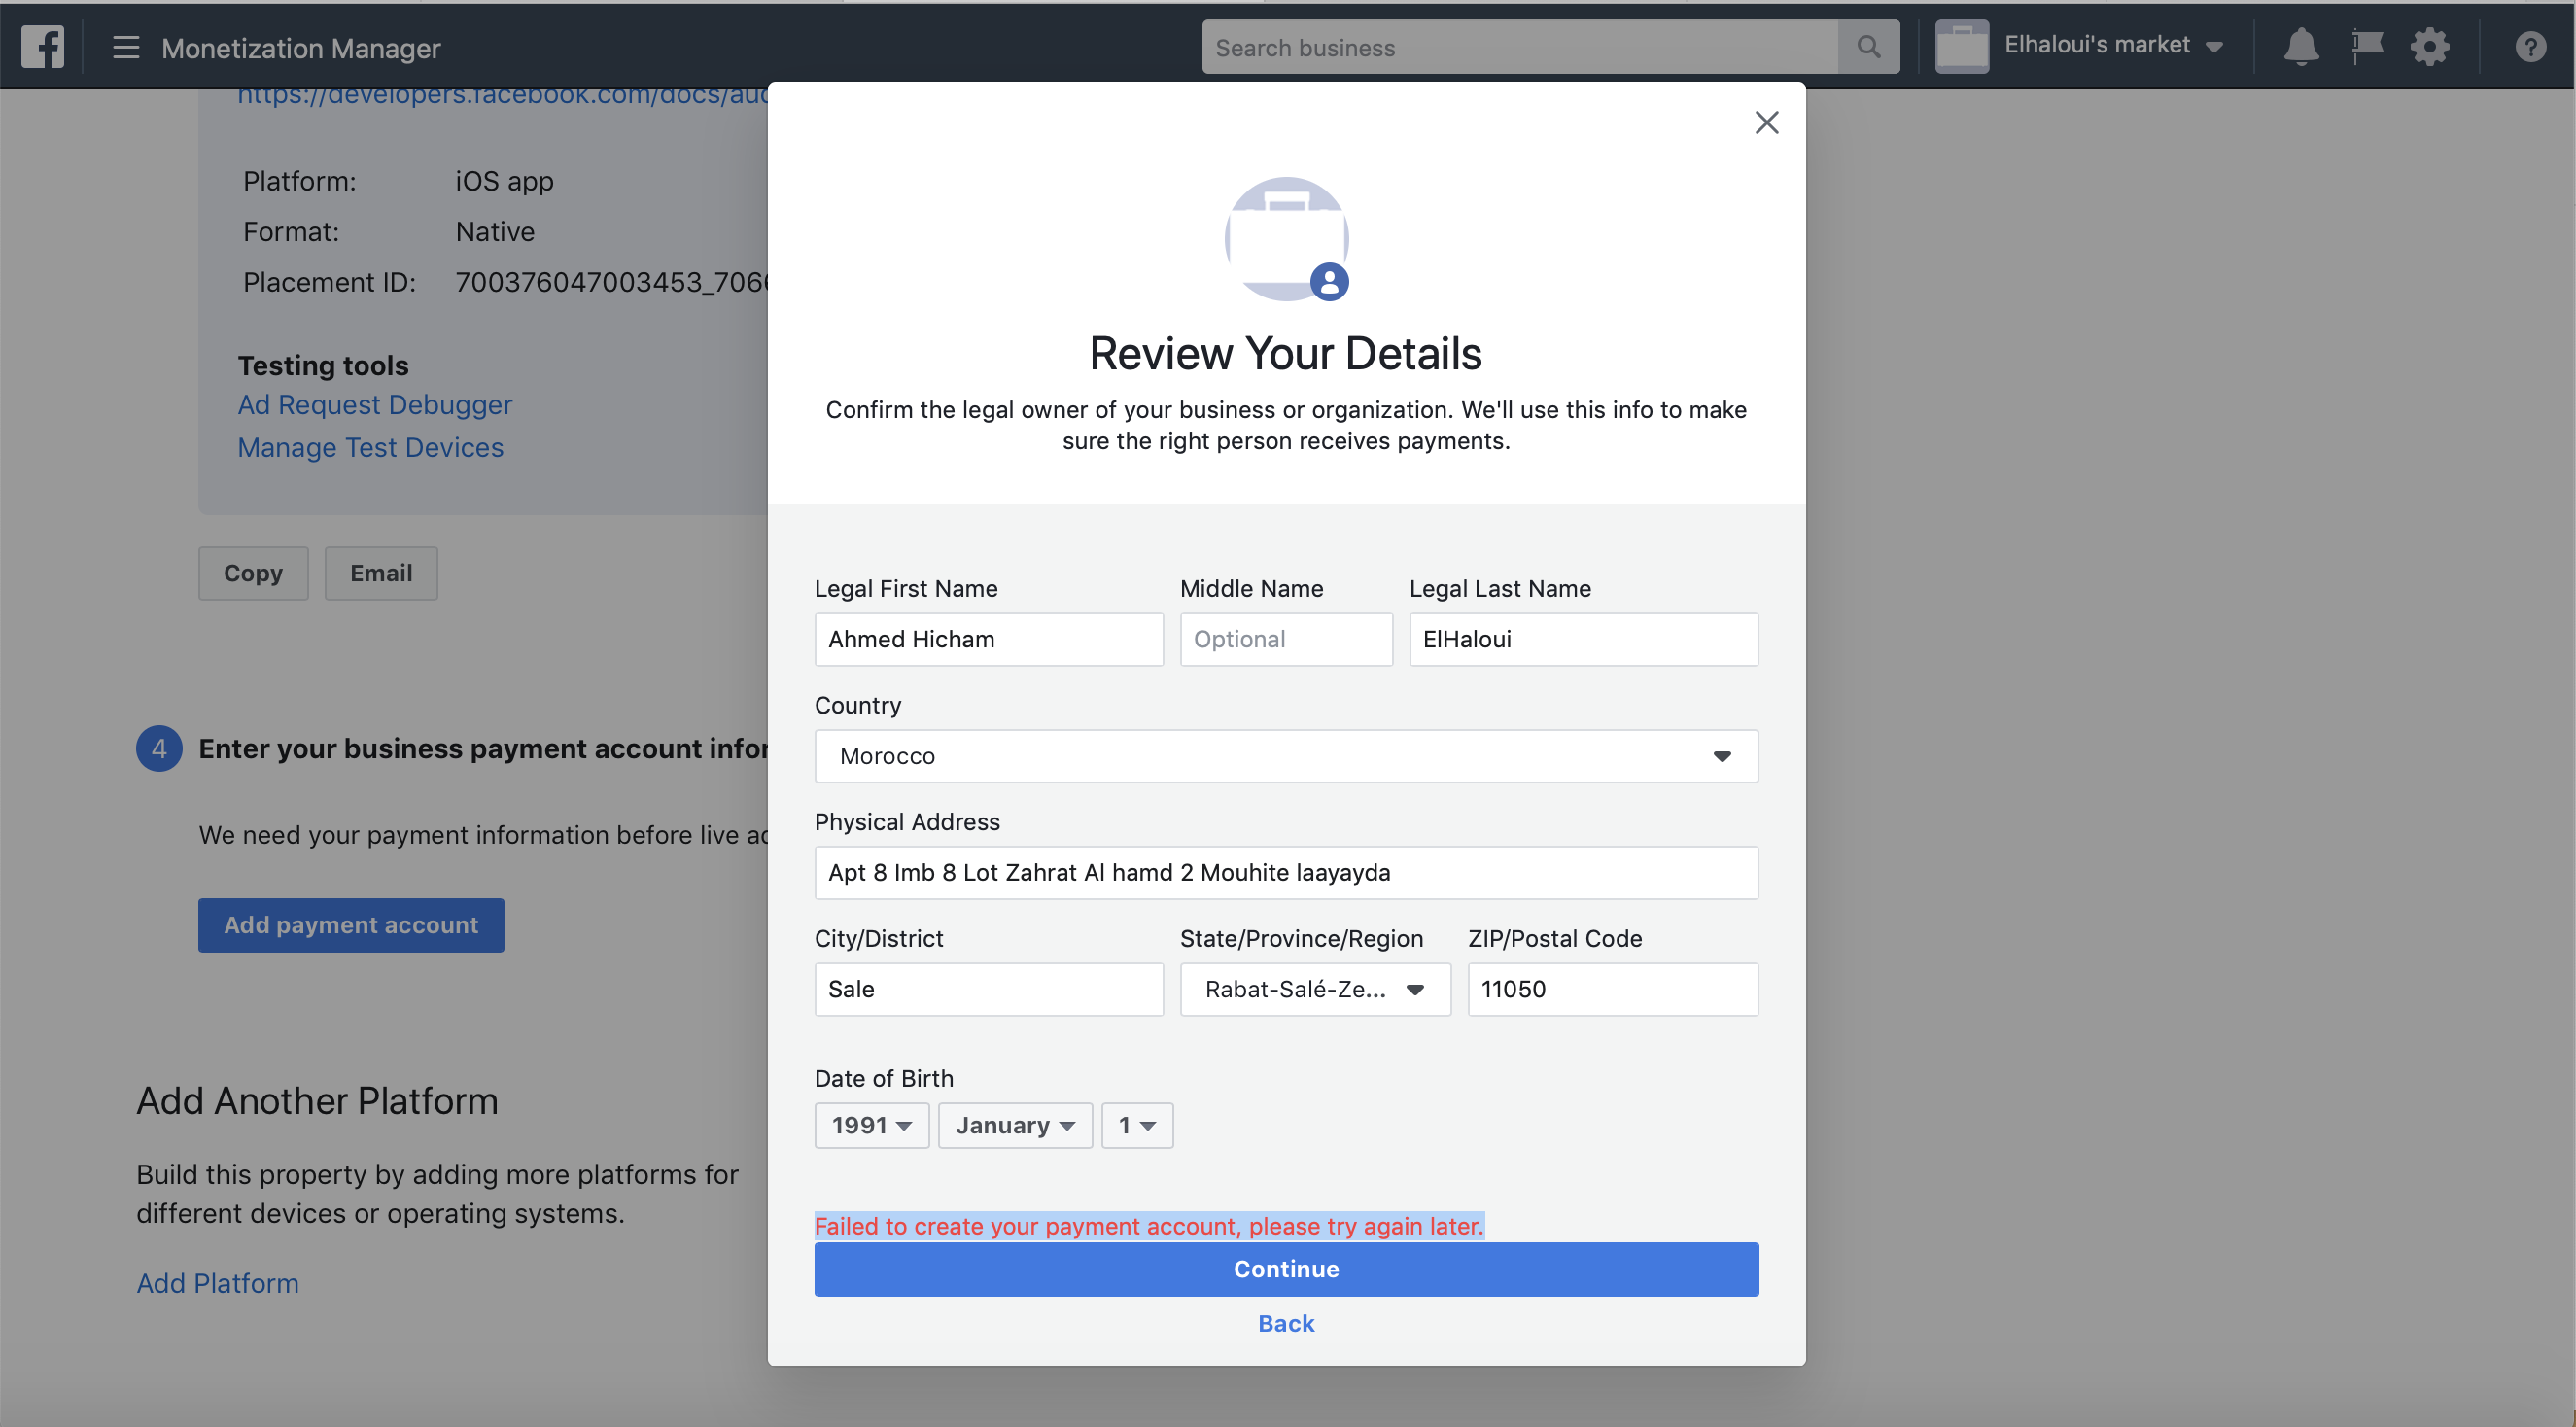 Monetization Manager
Search business
Elhaloui's market
https://developers.facebook.com/docs/
Platform: iOS app
Format: Native
Placement ID: 700376047003453_706
Testing tools
Ad Request Debugger
Manage Test Devices
Copy Email
4 Enter your business payment account
We need your payment information before live
Add payment account
Add Another Platform
Build this property by adding more platforms for
different devices or operating systems.
Add Platform
Review Your Details
Confirm the legal owner of your business or organization. We'll use this info to make
sure the right person receives payments.
Legal First Name Middle Name Legal Last Name
Ahmed Hicham Optional ElHaloui
Country
Morocco
Physical Address
Apt 8 Imb 8 Lot Zahrat Al hamd 2 Mouhite laayayda
City/District State/Province/Region ZIP/Postal Code
Sale Rabat-Salé-Ze... 11050
Date of Birth
1991 January 1
Failed to create your payment account, please try again later.
Continue
Back